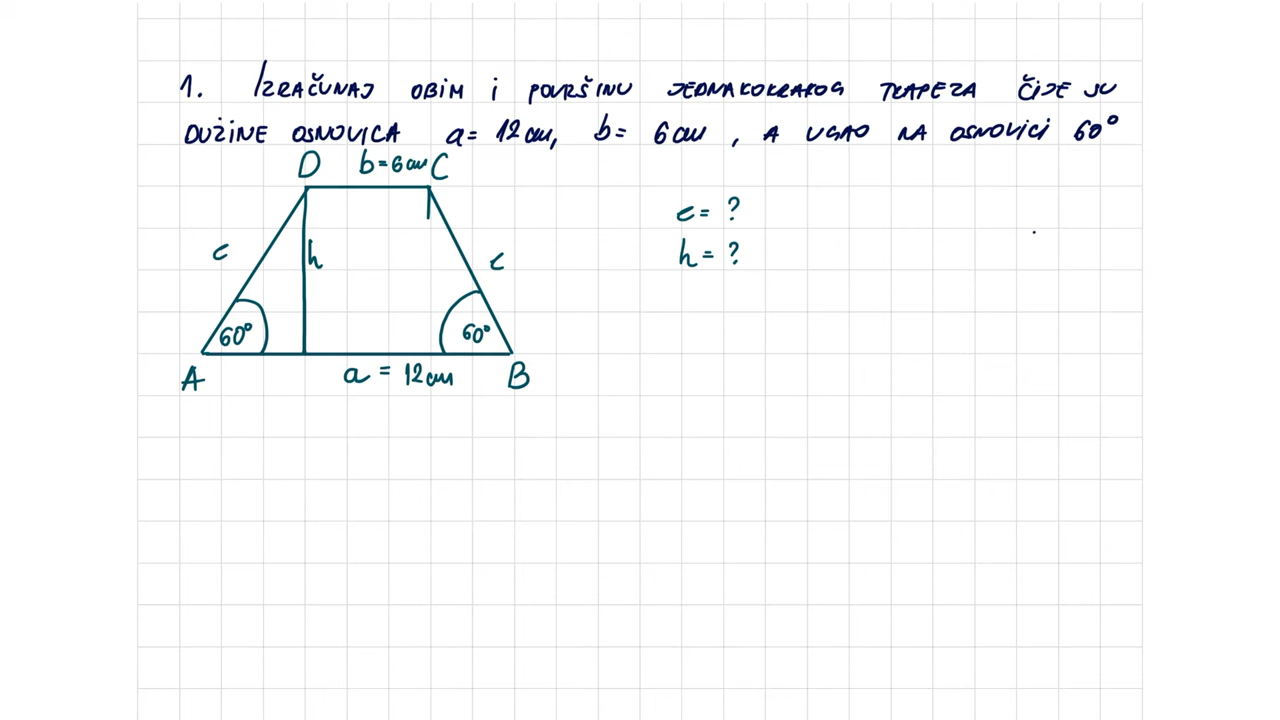 1. IZRAČUNAJ OBIM I POVRŠINU JEDNAKOKRAKOG TRAPEZA ČIJE SU
DUŽINE OSNOVICA a = 12 cm, b = 6 cm, A UGAO NA OSNOVICI 60°
D b = 6 cm C
c = ?
c h c
h = ?
60° 60°
A a = 12 cm B